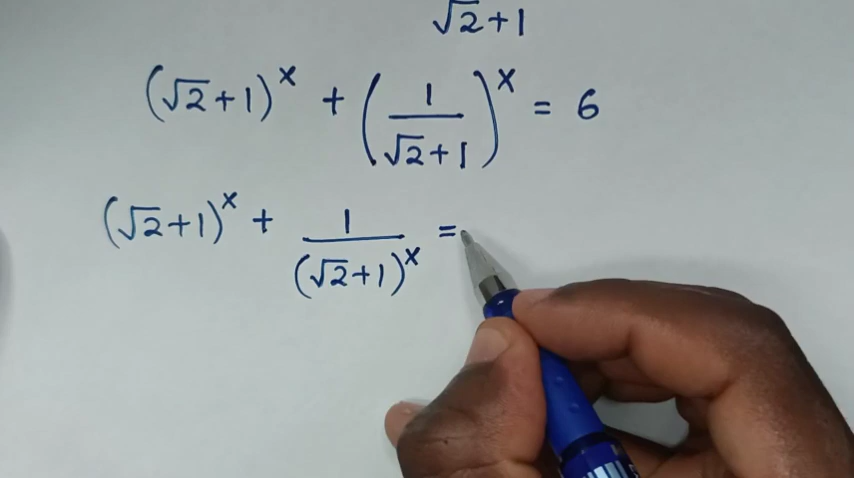 √2+1
(√2+1)^x + (1/(√2+1))^x = 6
(√2+1)^x + 1/(√2+1)^x =